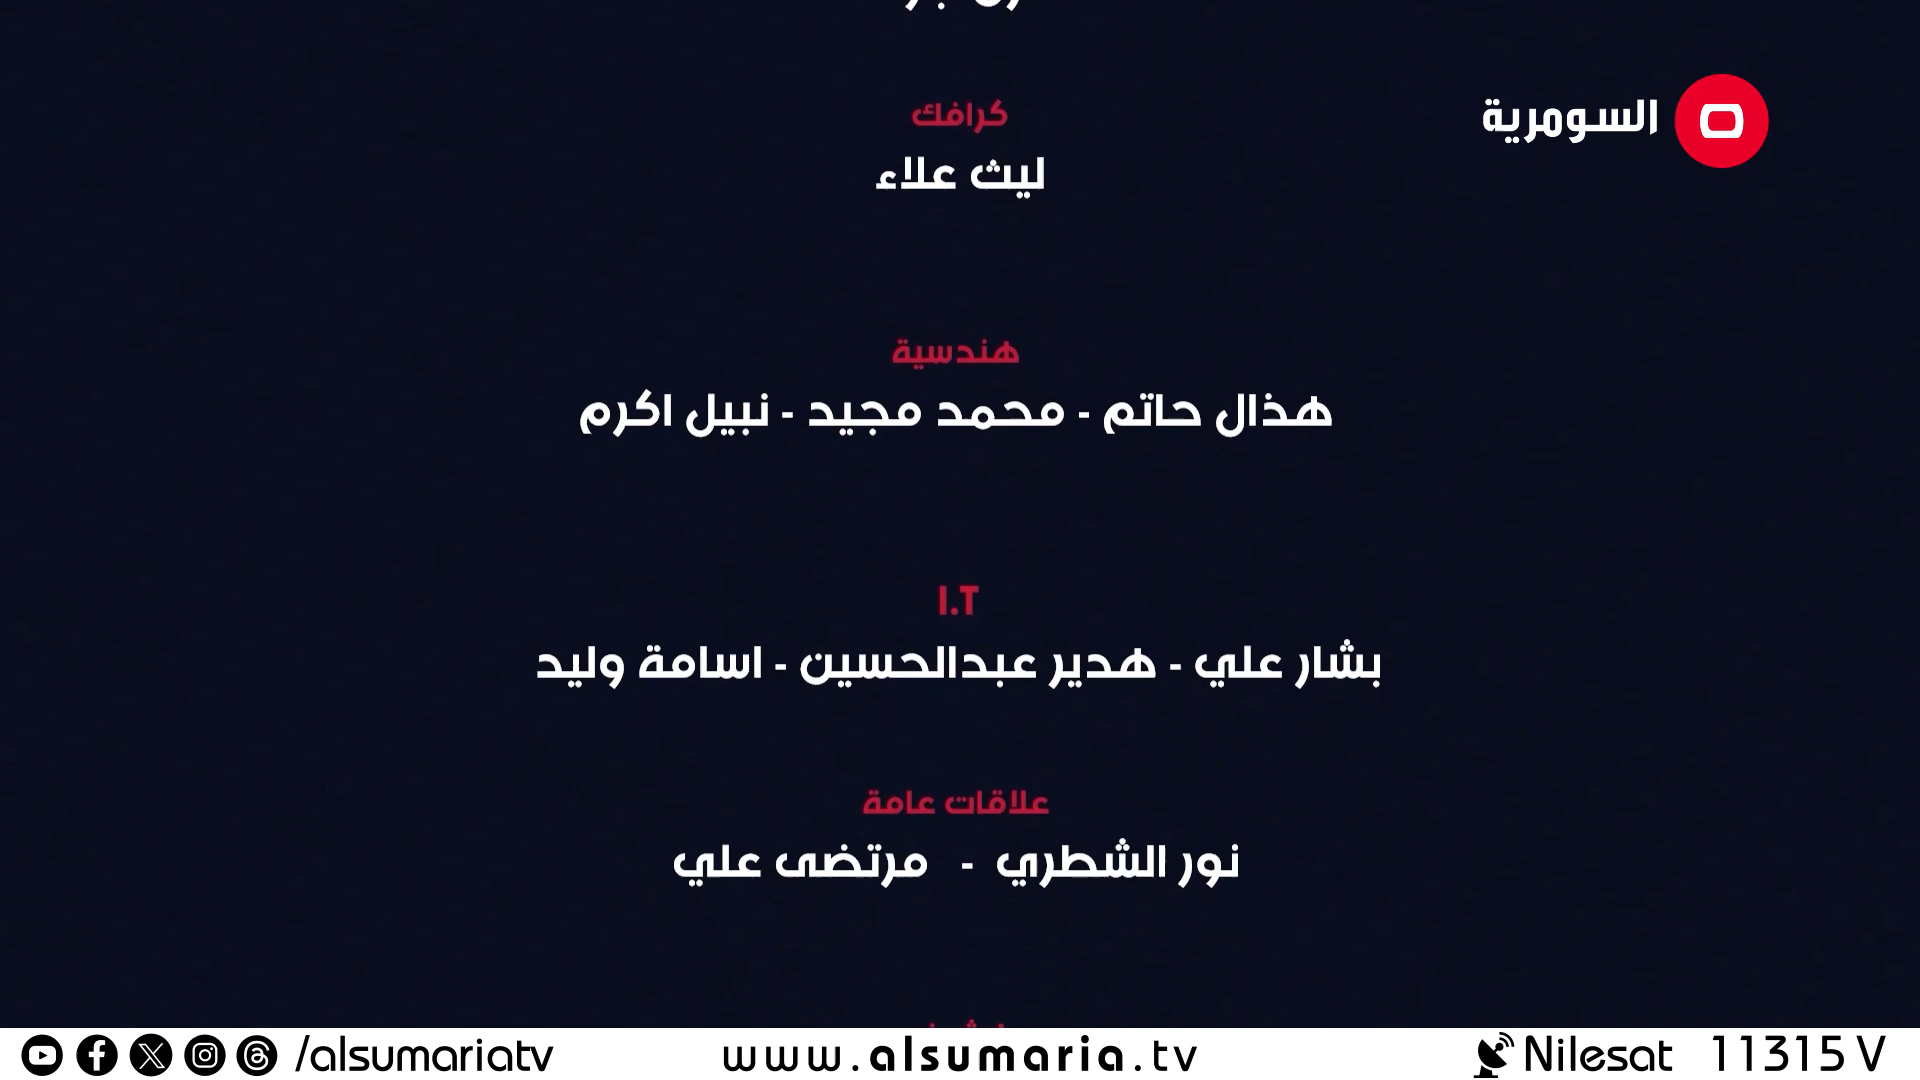 كرافك
السومرية
ليث علاء
هندسية
هذال حاتم - محمد مجيد - نبيل اكرم
I.T
بشار علي - هدير عبدالحسين - اسامة وليد
علاقات عامة
نور الشطري - مرتضى علي
/alsumariatv
www.alsumaria.tv
Nilesat 11315 V